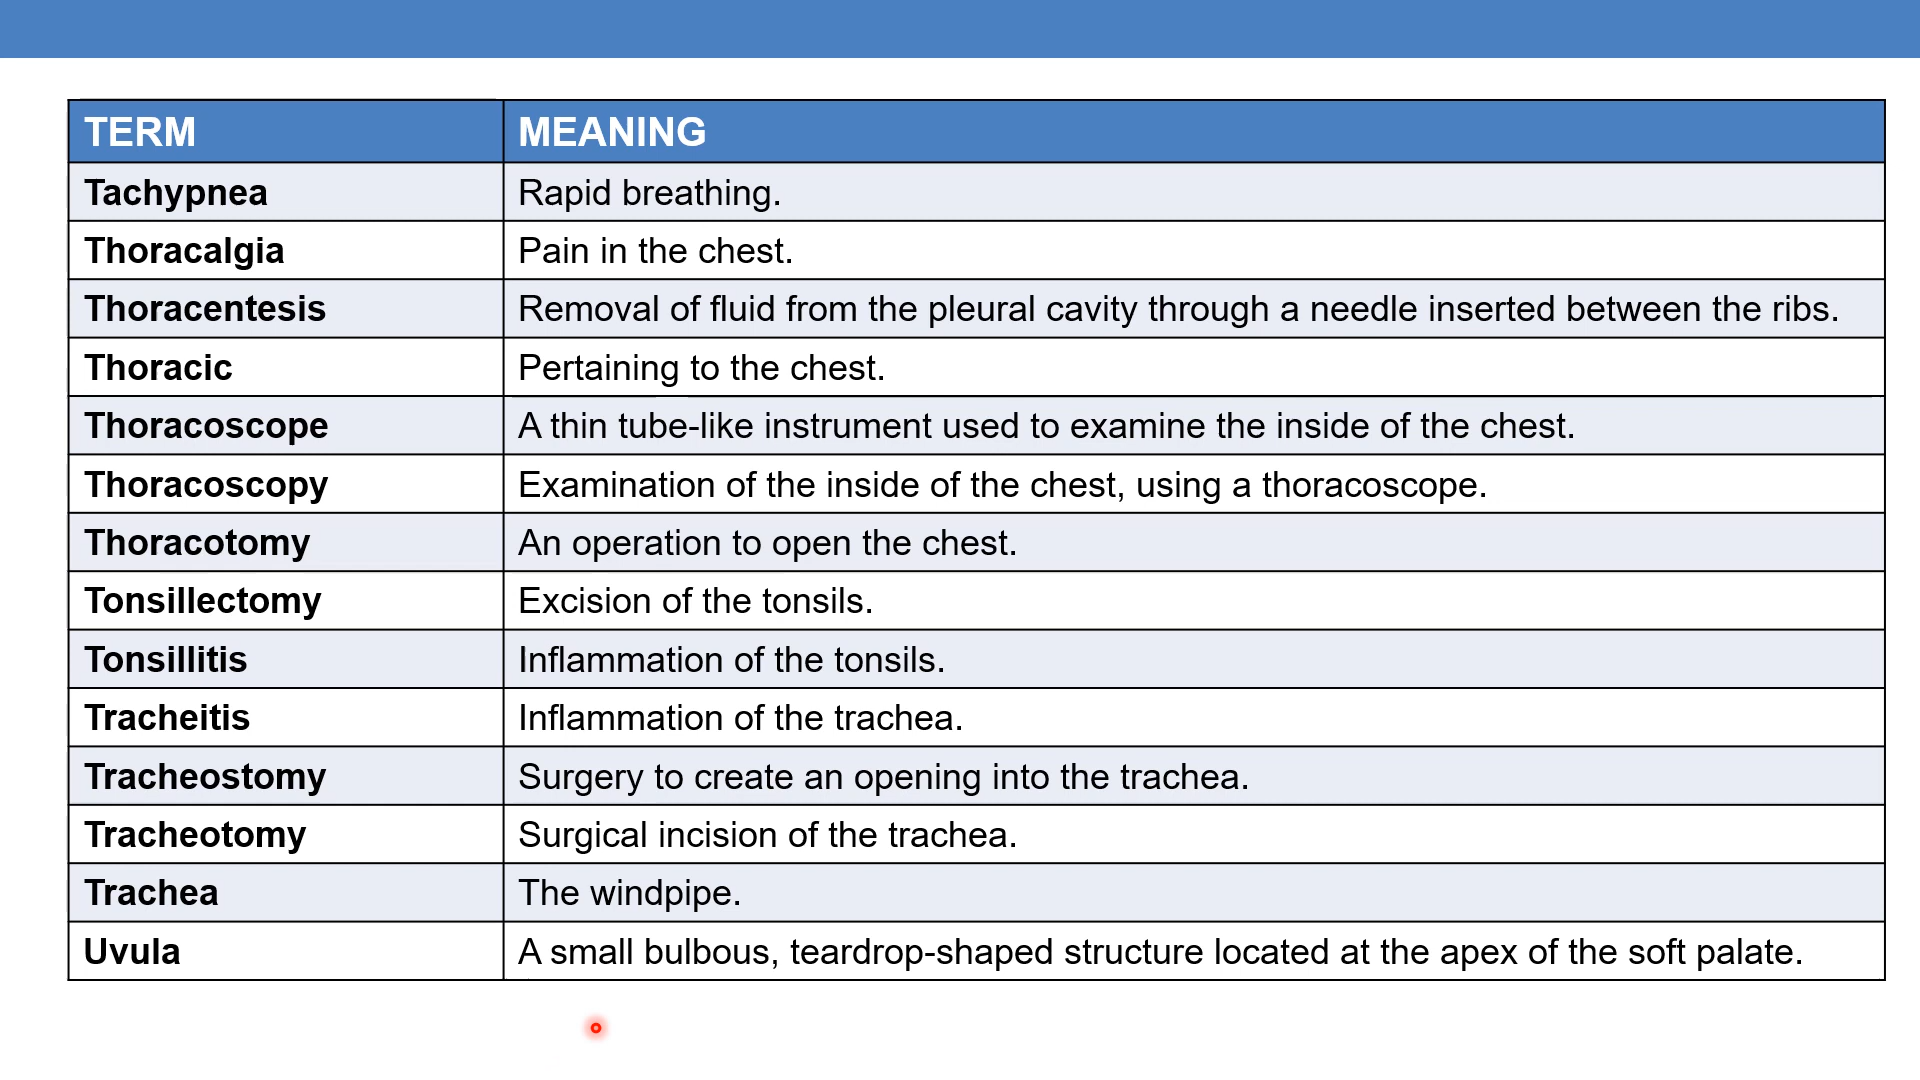 TERM MEANING
Tachypnea Rapid breathing.
Thoracalgia Pain in the chest.
Thoracentesis Removal of fluid from the pleural cavity through a needle inserted between the ribs.
Thoracic Pertaining to the chest.
Thoracoscope A thin tube-like instrument used to examine the inside of the chest.
Thoracoscopy Examination of the inside of the chest, using a thoracoscope.
Thoracotomy An operation to open the chest.
Tonsillectomy Excision of the tonsils.
Tonsillitis Inflammation of the tonsils.
Tracheitis Inflammation of the trachea.
Tracheostomy Surgery to create an opening into the trachea.
Tracheotomy Surgical incision of the trachea.
Trachea The windpipe.
Uvula A small bulbous, teardrop-shaped structure located at the apex of the soft palate.